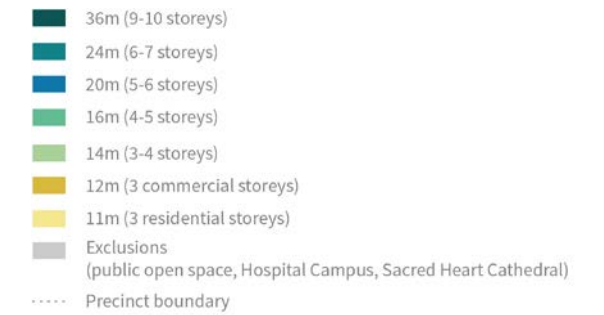 36m (9-10 storeys)
24m (6-7 storeys)
20m (5-6 storeys)
16m (4-5 storeys)
14m (3-4 storeys)
12m (3 commercial storeys)
11m (3 residential storeys)
Exclusions
(public open space, Hospital Campus, Sacred Heart Cathedral)
Precinct boundary